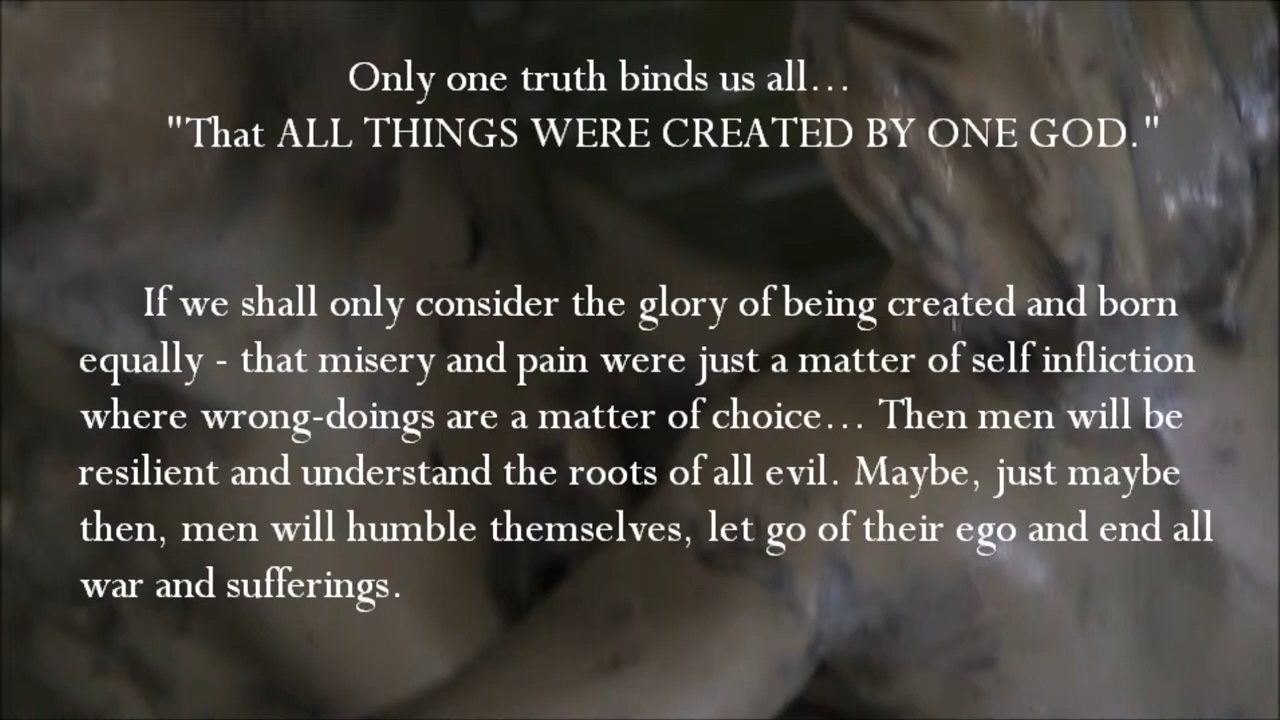 Only one truth binds us all...
"That ALL THINGS WERE CREATED BY ONE GOD."
If we shall only consider the glory of being created and born
equally - that misery and pain were just a matter of self infliction
where wrong-doings are a matter of choice... Then men will be
resilient and understand the roots of all evil. Maybe, just maybe
then, men will humble themselves, let go of their ego and end all
war and sufferings.